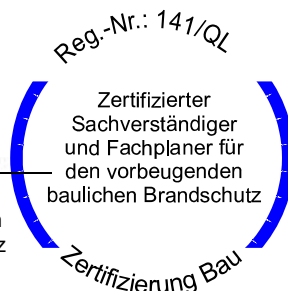 Reg.-Nr.: 141/QL
Zertifizierter
Sachverständiger
und Fachplaner für
den vorbeugenden
baulichen Brandschutz
z
Zertifizierung Bau